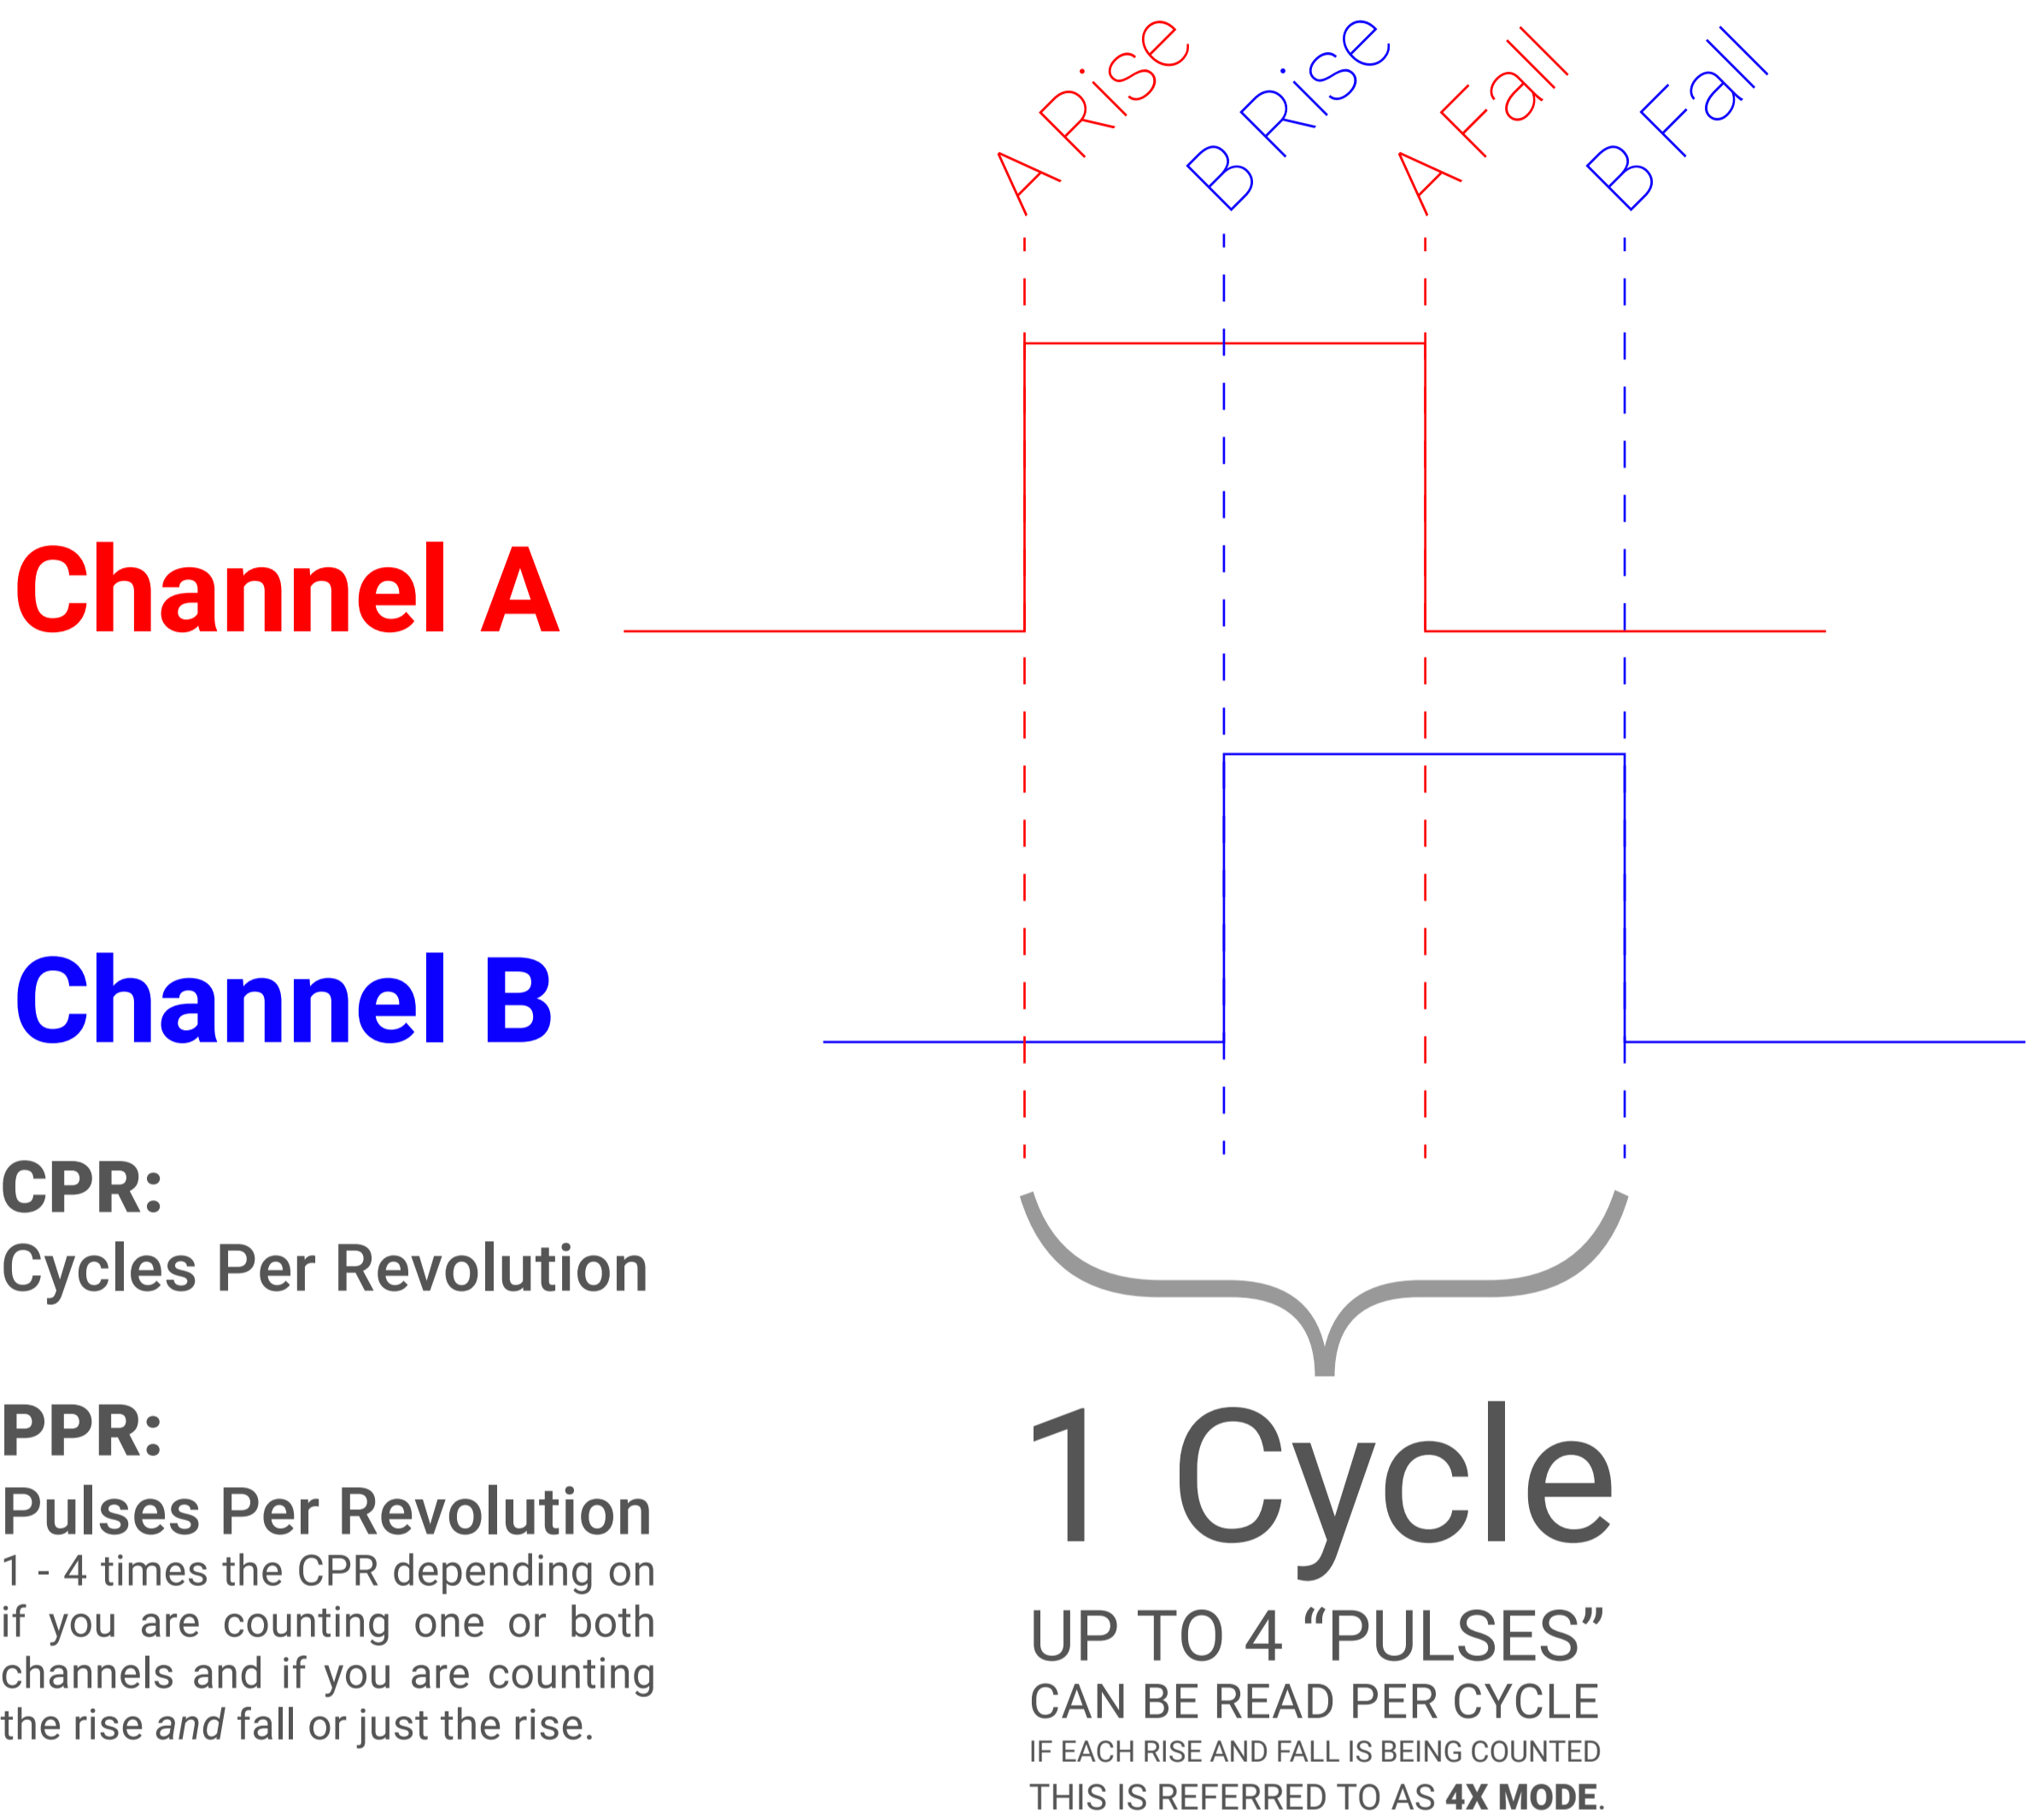 A Rise
B Rise
A Fall
B Fall
Channel A
Channel B
CPR:
Cycles Per Revolution
PPR:
Pulses Per Revolution
1 - 4 times the CPR depending on
if you are counting one or both
channels and if you are counting
the rise and fall or just the rise.
1 Cycle
UP TO 4 “PULSES”
CAN BE READ PER CYCLE
IF EACH RISE AND FALL IS BEING COUNTED
THIS IS REFERRED TO AS 4X MODE.